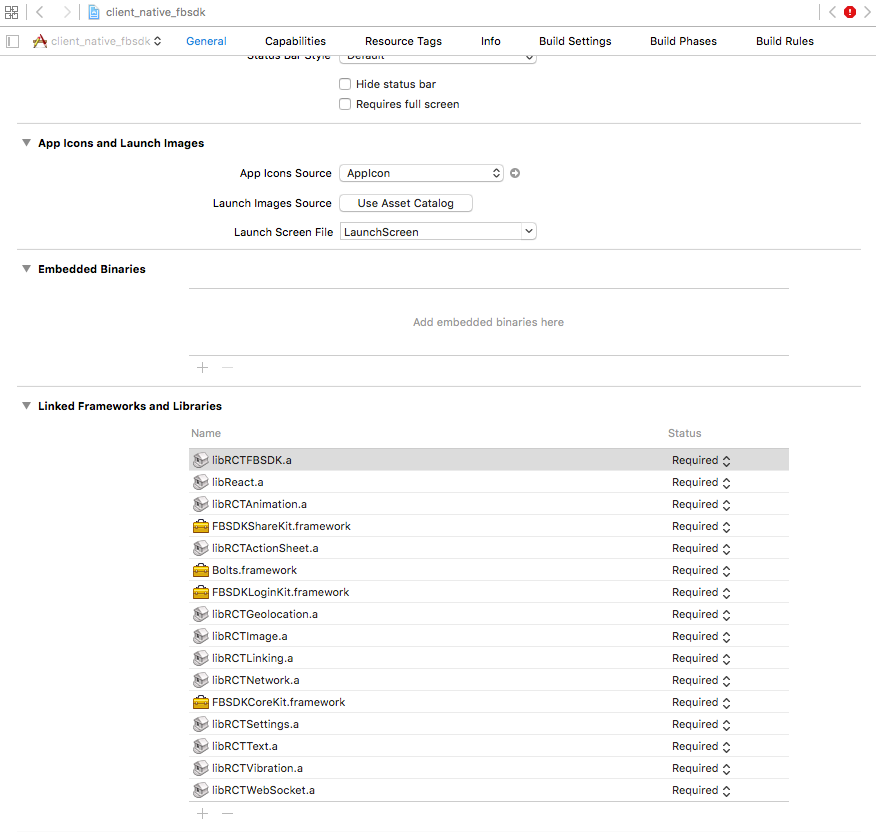 client_native_fbsdk
client_native_fbsdk General Capabilities Resource Tags Info Build Settings Build Phases Build Rules
Status Bar Style Default
Hide status bar
Requires full screen
App Icons and Launch Images
App Icons Source AppIcon
Launch Images Source Use Asset Catalog
Launch Screen File LaunchScreen
Embedded Binaries
Add embedded binaries here
Linked Frameworks and Libraries
Name Status
libRCTFBSDK.a Required
libReact.a Required
libRCTAnimation.a Required
FBSDKShareKit.framework Required
libRCTActionSheet.a Required
Bolts.framework Required
FBSDKLoginKit.framework Required
libRCTGeolocation.a Required
libRCTImage.a Required
libRCTLinking.a Required
libRCTNetwork.a Required
FBSDKCoreKit.framework Required
libRCTSettings.a Required
libRCTText.a Required
libRCTVibration.a Required
libRCTWebSocket.a Required